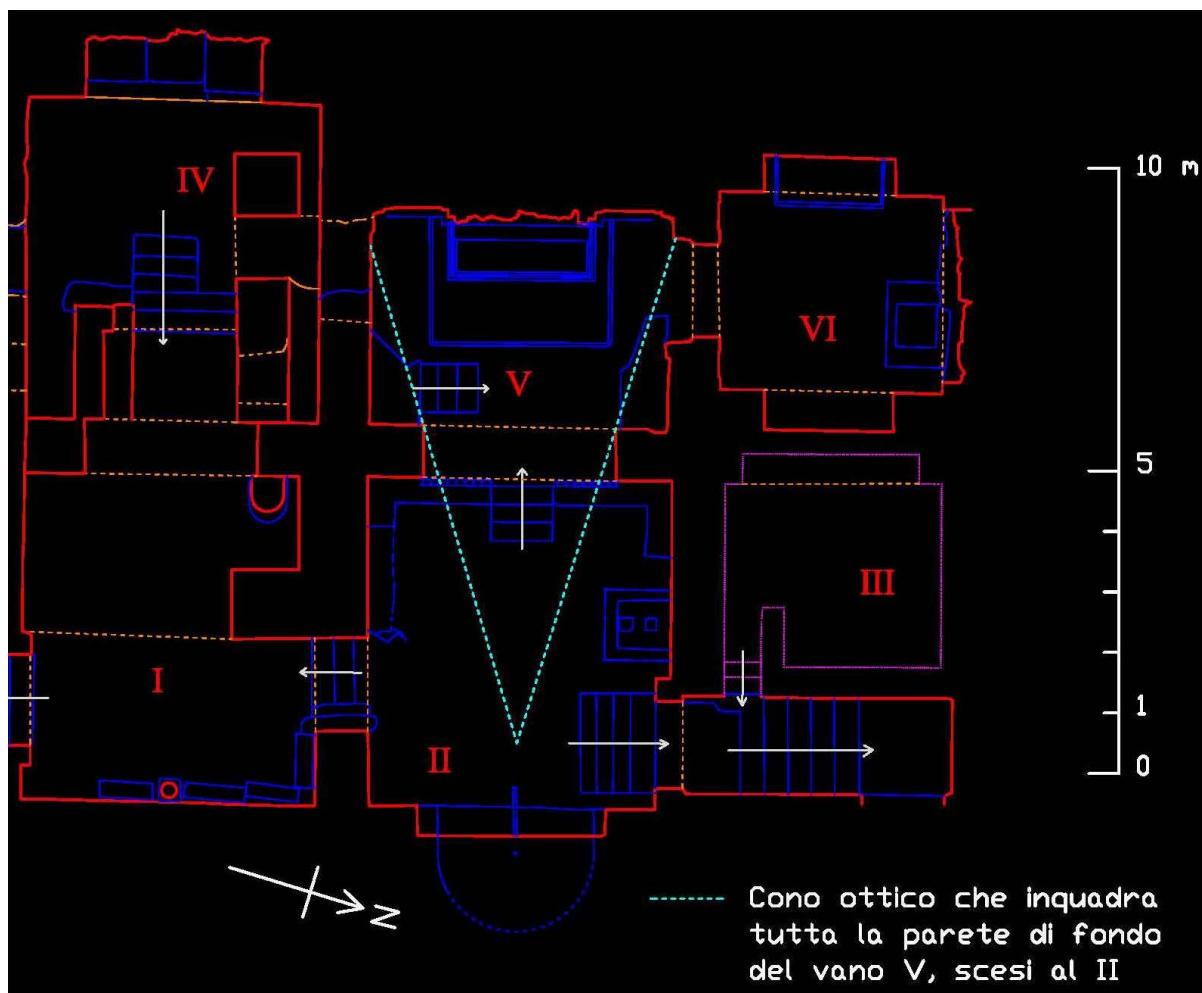 IV
10 m
VI
V
5
III
I
1
II
0
N
Cono ottico che inquadra
tutta la parete di fondo
del vano V, scesi al II